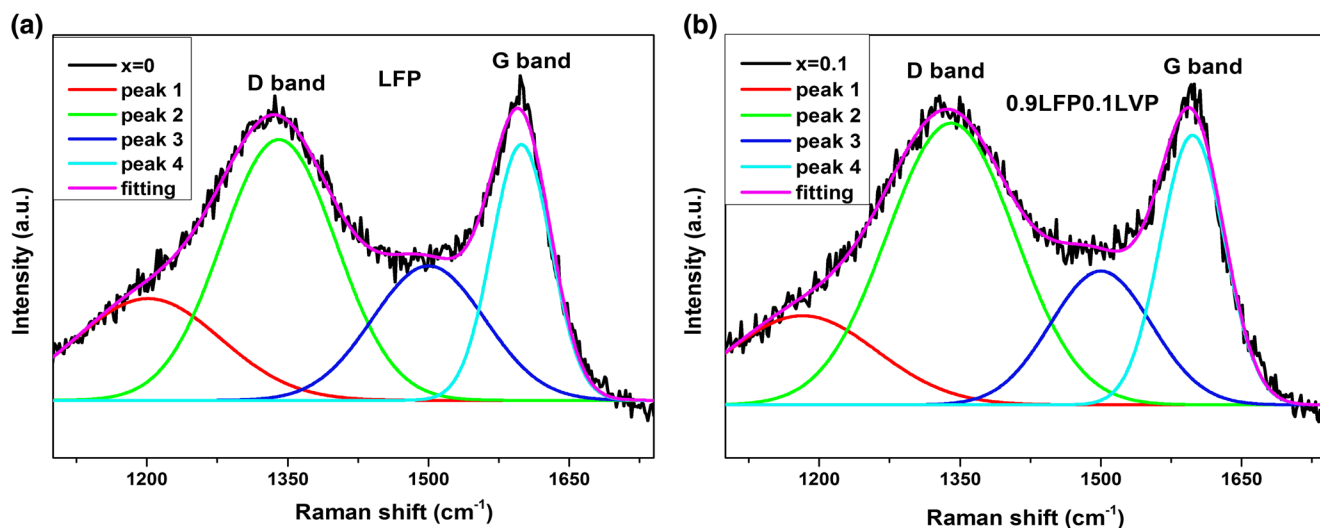 (a)
x=0
peak 1
peak 2
peak 3
peak 4
fitting
D band
LFP
G band
Intensity (a.u.)
1200 1350 1500 1650
Raman shift (cm-1)
(b)
x=0.1
peak 1
peak 2
peak 3
peak 4
fitting
D band
0.9LFP0.1LVP
G band
Intensity (a.u.)
1200 1350 1500 1650
Raman shift (cm-1)